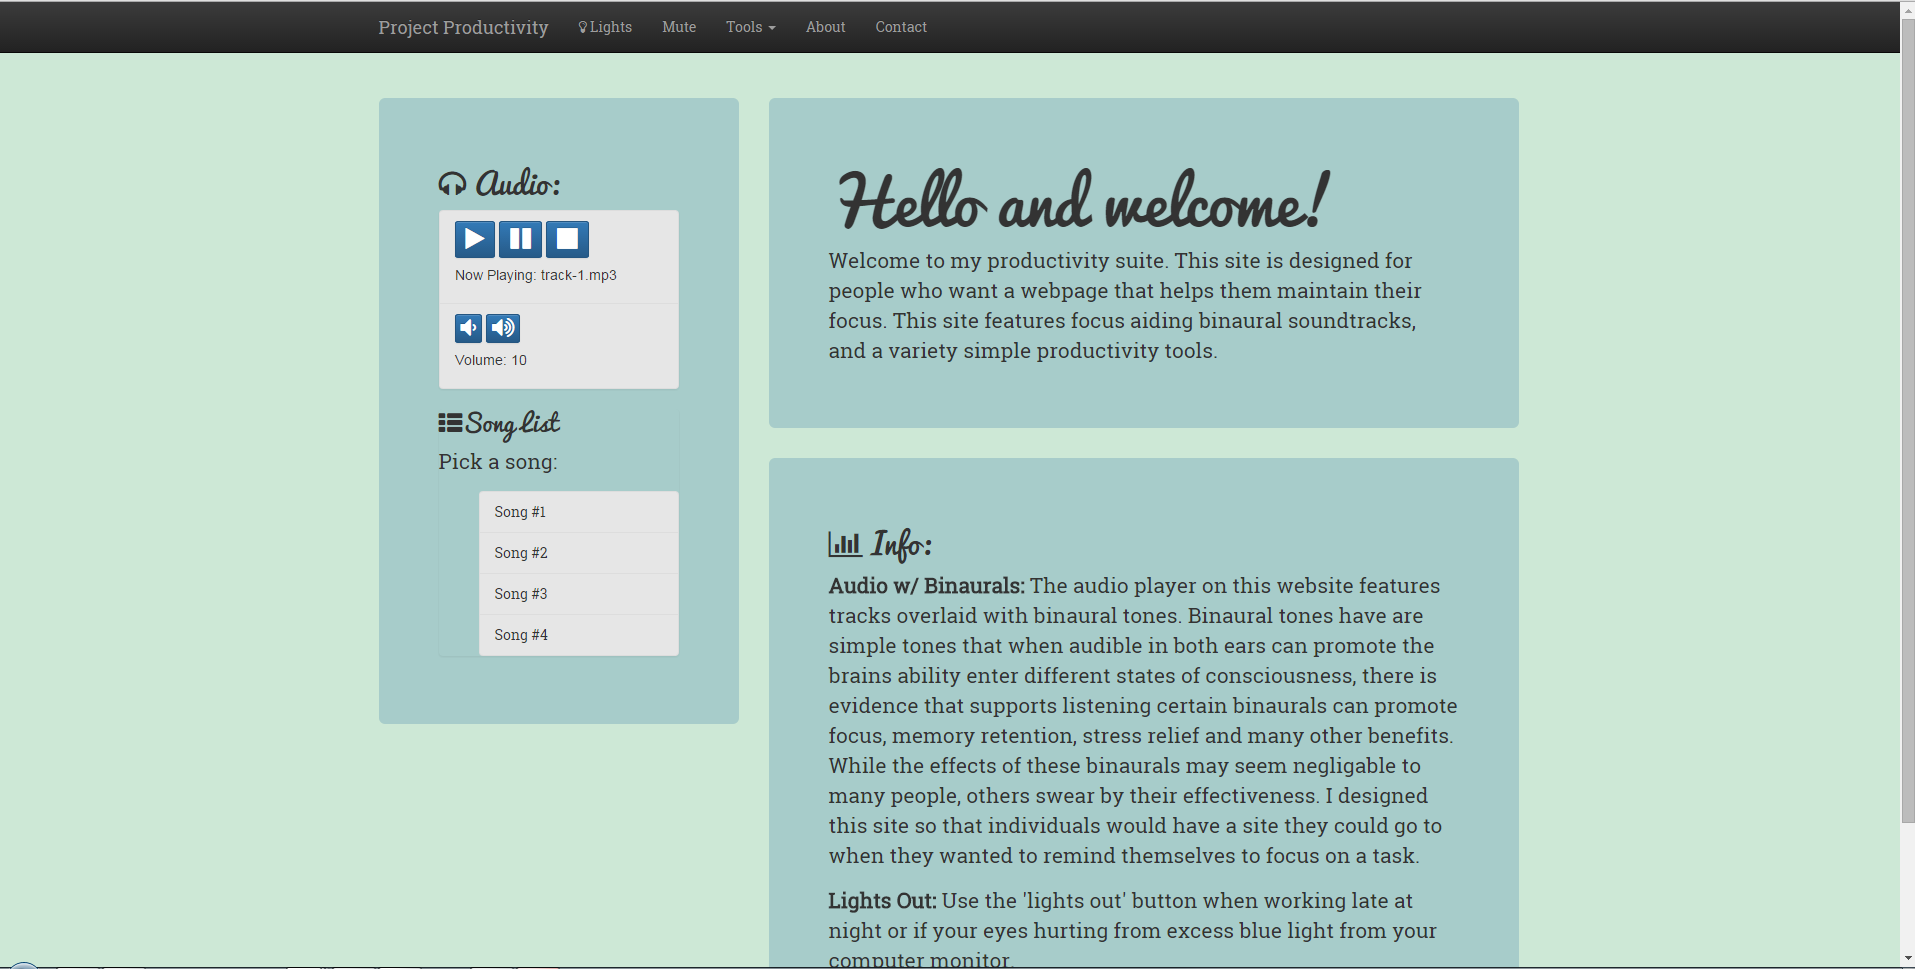 Project Productivity Lights Mute Tools About Contact
Audio:
Now Playing: track-1.mp3
Volume: 10
Song List
Pick a song:
Song #1
Song #2
Song #3
Song #4
Hello and welcome!
Welcome to my productivity suite. This site is designed for
people who want a webpage that helps them maintain their
focus. This site features focus aiding binaural soundtracks,
and a variety simple productivity tools.
Info:
Audio w/ Binaurals: The audio player on this website features
tracks overlaid with binaural tones. Binaural tones have are
simple tones that when audible in both ears can promote the
brains ability enter different states of consciousness, there is
evidence that supports listening certain binaurals can promote
focus, memory retention, stress relief and many other benefits.
While the effects of these binaurals may seem negligable to
many people, others swear by their effectiveness. I designed
this site so that individuals would have a site they could go to
when they wanted to remind themselves to focus on a task.
Lights Out: Use the 'lights out' button when working late at
night or if your eyes hurting from excess blue light from your
computer monitor.